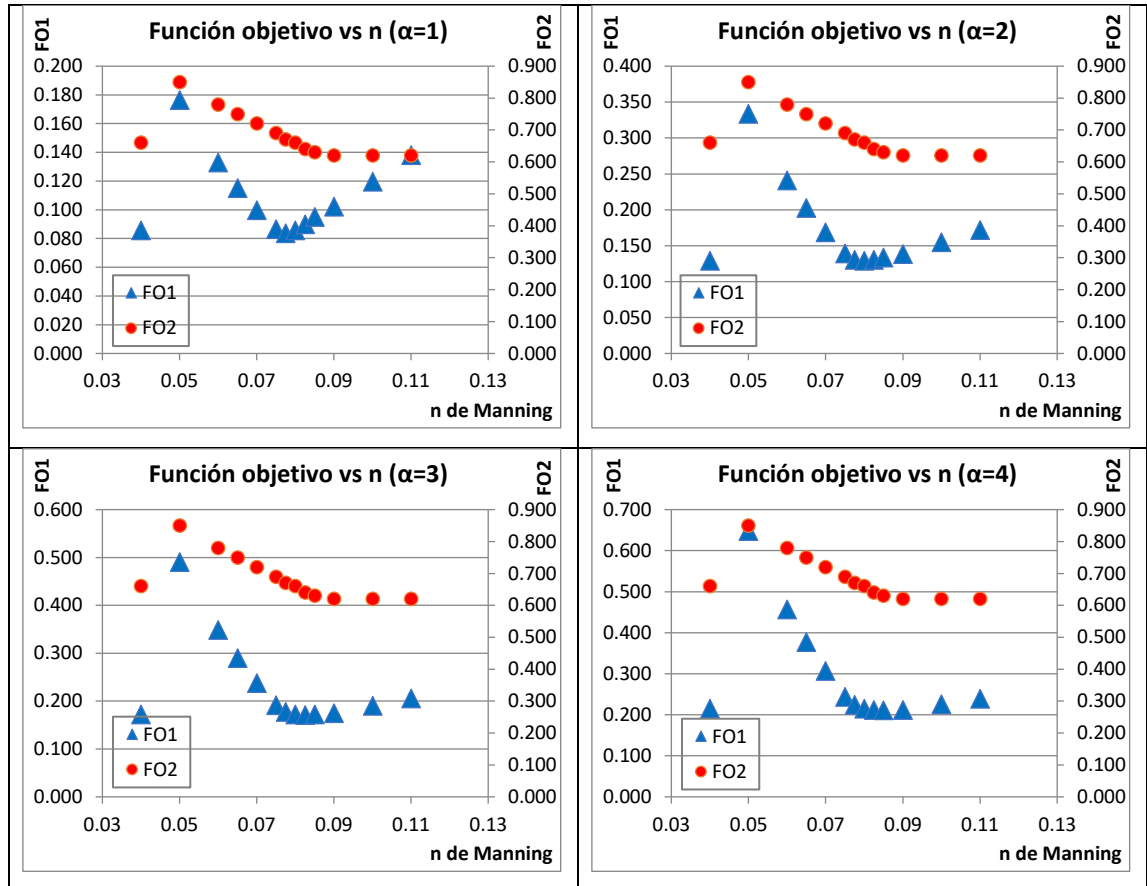 Función objetivo vs n (α=1)
FO1
FO2
0.200
0.180
0.160
0.140
0.120
0.100
0.080
0.060
0.040
0.020
0.000
0.900
0.800
0.700
0.600
0.500
0.400
0.300
0.200
0.100
0.000
FO1
FO2
0.03 0.05 0.07 0.09 0.11 0.13
n de Manning
Función objetivo vs n (α=2)
FO1
FO2
0.400
0.350
0.300
0.250
0.200
0.150
0.100
0.050
0.000
0.900
0.800
0.700
0.600
0.500
0.400
0.300
0.200
0.100
0.000
FO1
FO2
0.03 0.05 0.07 0.09 0.11 0.13
n de Manning
Función objetivo vs n (α=3)
FO1
FO2
0.600
0.500
0.400
0.300
0.200
0.100
0.000
0.900
0.800
0.700
0.600
0.500
0.400
0.300
0.200
0.100
0.000
FO1
FO2
0.03 0.05 0.07 0.09 0.11 0.13
n de Manning
Función objetivo vs n (α=4)
FO1
FO2
0.700
0.600
0.500
0.400
0.300
0.200
0.100
0.000
0.900
0.800
0.700
0.600
0.500
0.400
0.300
0.200
0.100
0.000
FO1
FO2
0.03 0.05 0.07 0.09 0.11 0.13
n de Manning